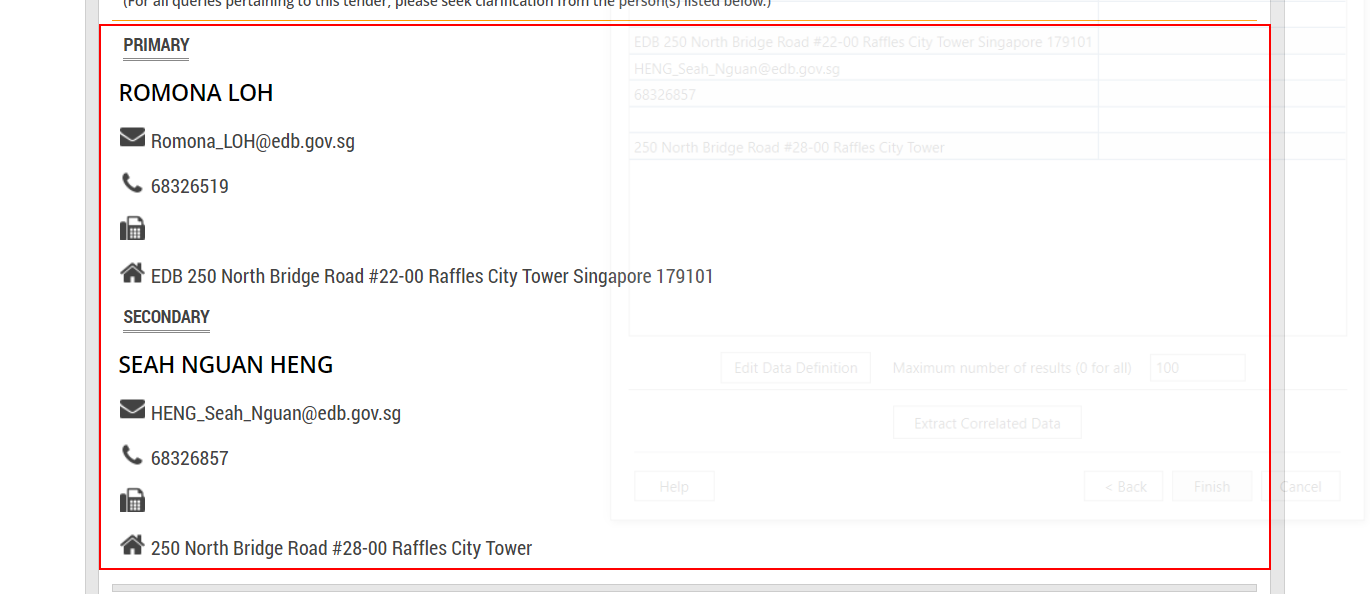 (For all queries pertaining to this tender, please seek clarification from the person(s) listed below.)
PRIMARY
ROMONA LOH
Romona_LOH@edb.gov.sg
68326519
EDB 250 North Bridge Road #22-00 Raffles City Tower Singapore 179101
SECONDARY
SEAH NGUAN HENG
HENG_Seah_Nguan@edb.gov.sg
68326857
250 North Bridge Road #28-00 Raffles City Tower
EDB 250 North Bridge Road #22-00 Raffles City Tower Singapore 179101
HENG_Seah_Nguan@edb.gov.sg
68326857
250 North Bridge Road #28-00 Raffles City Tower
Edit Data Definition Maximum number of results (0 for all) 100
Extract Correlated Data
Help < Back Finish Cancel